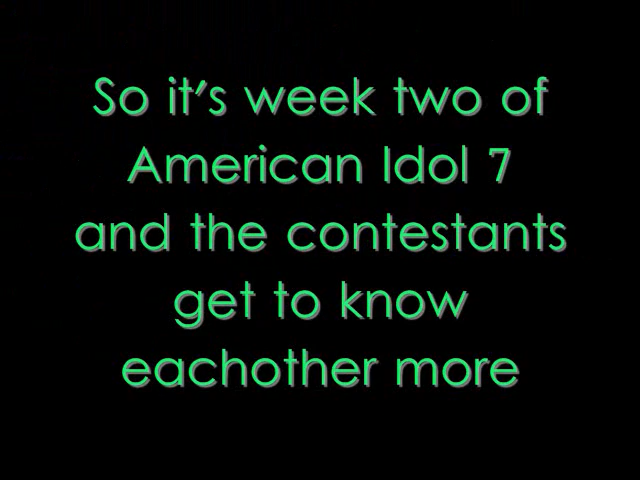 So it's week two of
American Idol 7
and the contestants
get to know
eachother more